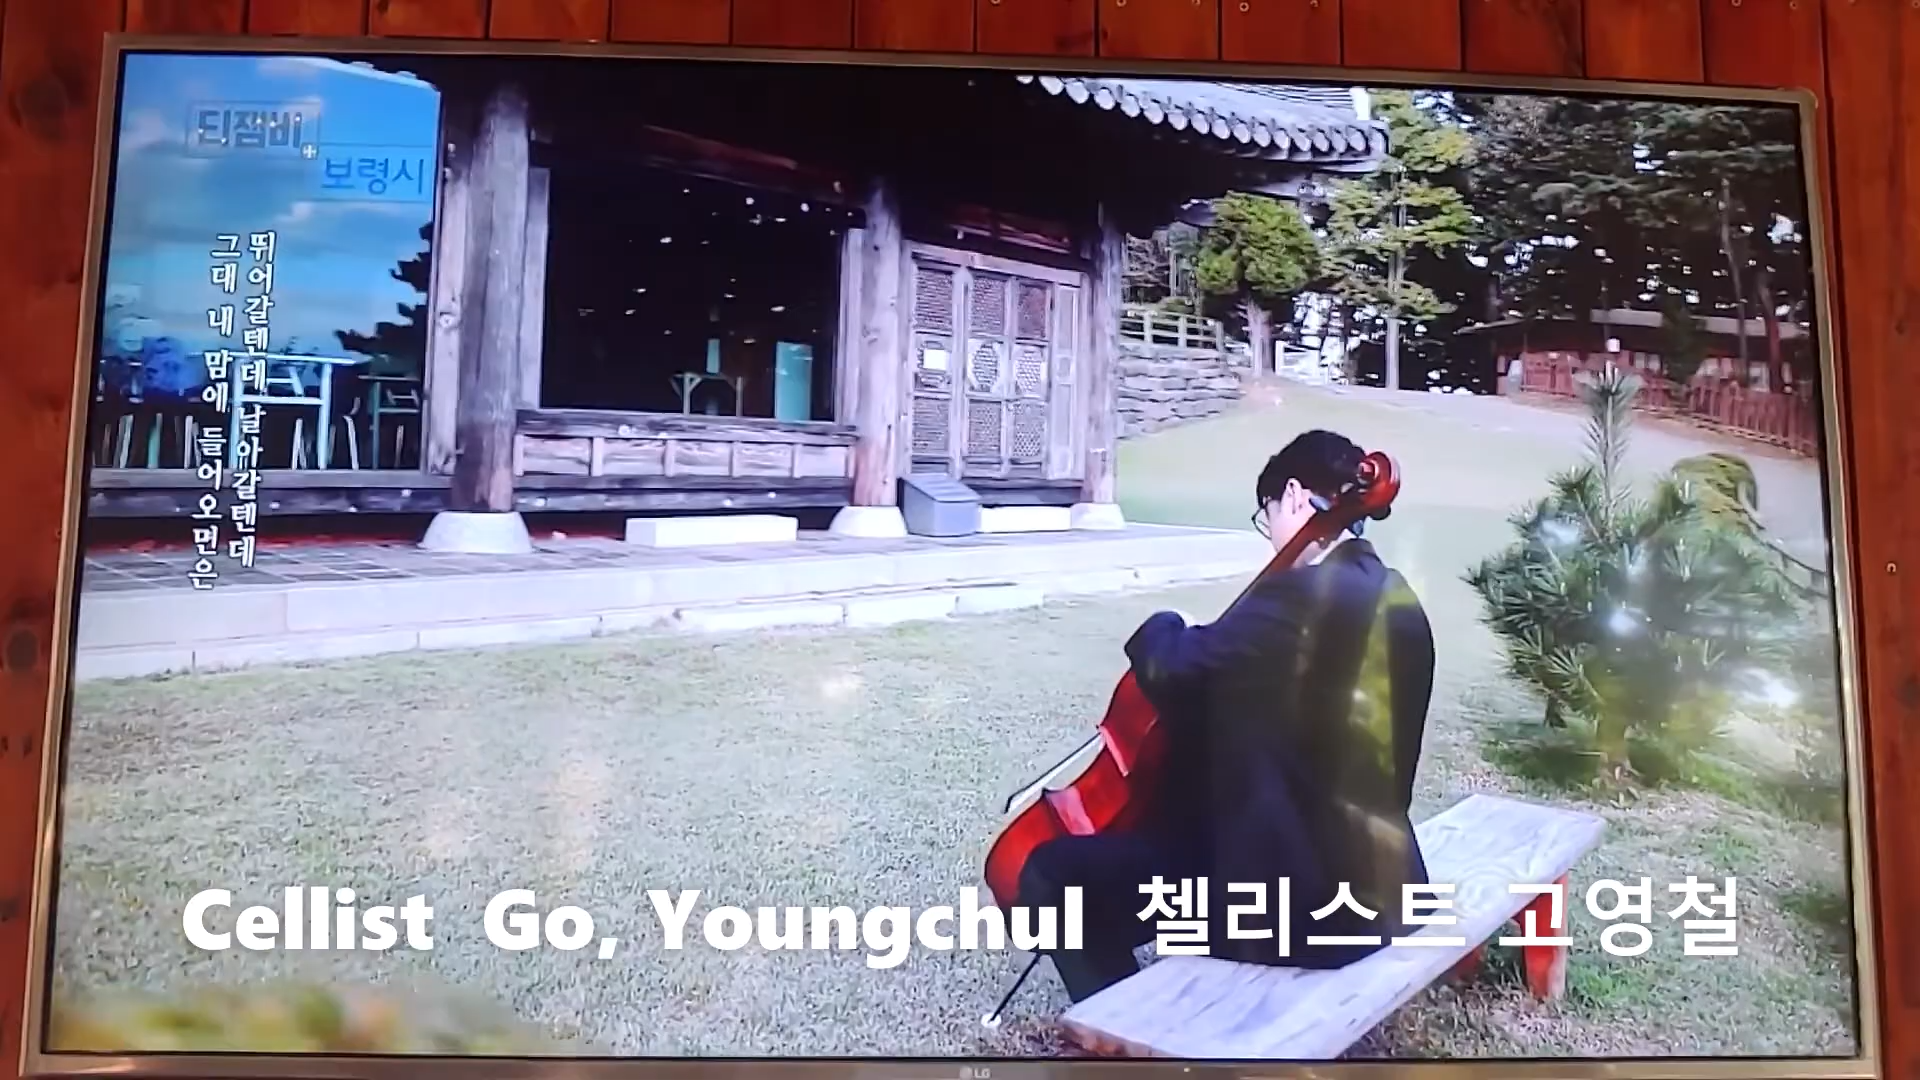 티잼비
보령시
뛰어갈텐데 날아갈텐데
그대 내 맘에 들어오면은
Cellist Go, Youngchul 첼리스트 고영철
LG